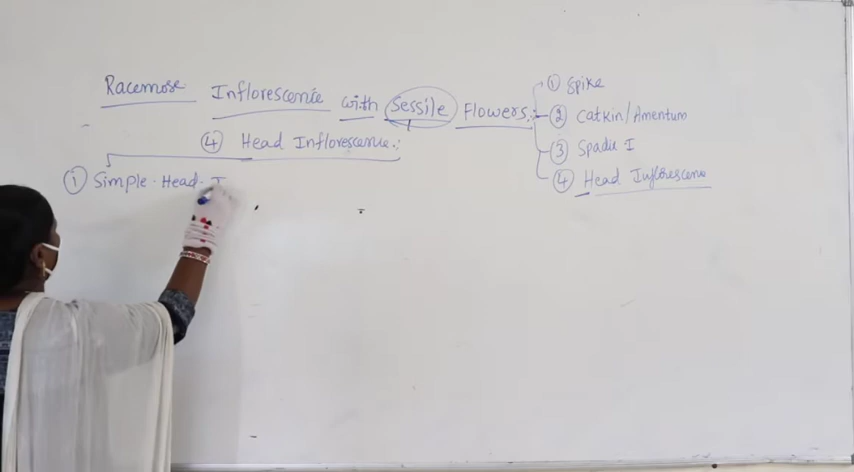 Racemose Inflorescence with Sessile Flowers:
① Spike
② Catkin/Amentum
③ Spadix I
④ Head Inflorescence
④ Head Inflorescence:
① Simple Head I